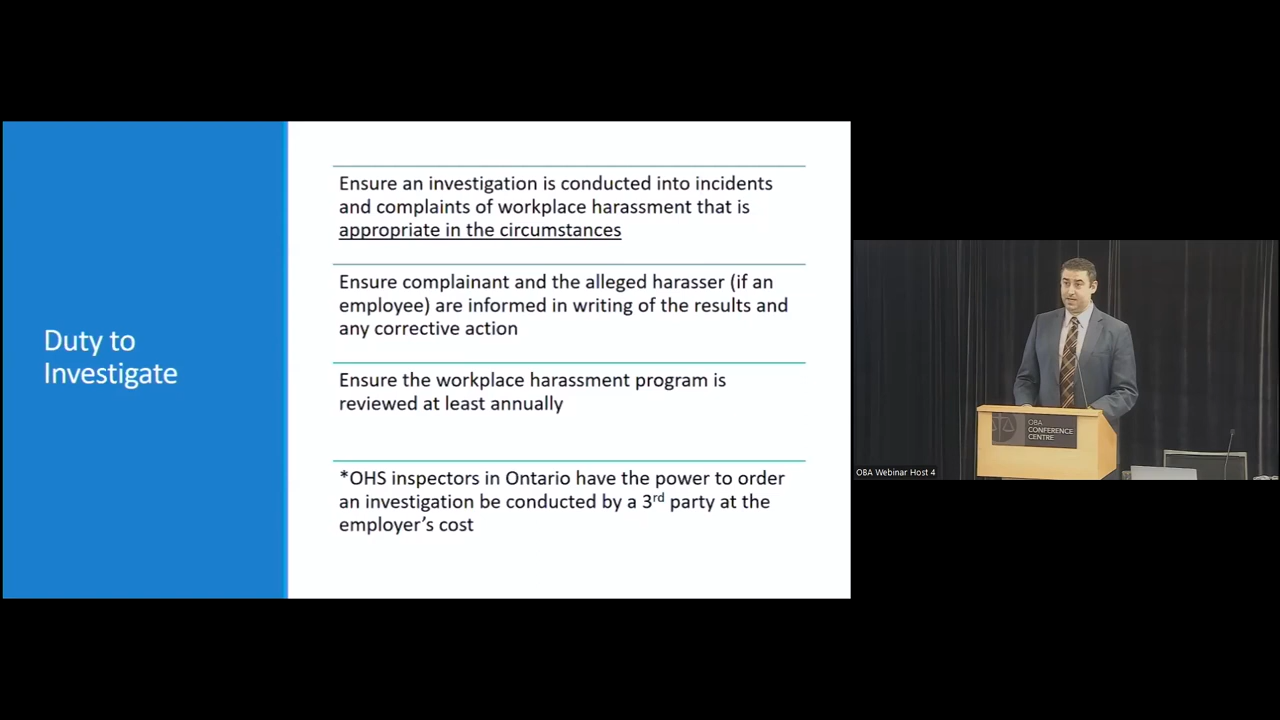 Duty to
Investigate
Ensure an investigation is conducted into incidents
and complaints of workplace harassment that is
appropriate in the circumstances
Ensure complainant and the alleged harasser (if an
employee) are informed in writing of the results and
any corrective action
Ensure the workplace harassment program is
reviewed at least annually
*OHS inspectors in Ontario have the power to order
an investigation be conducted by a 3rd party at the
employer’s cost
OBA
CONFERENCE
CENTRE
OBA Webinar Host 4